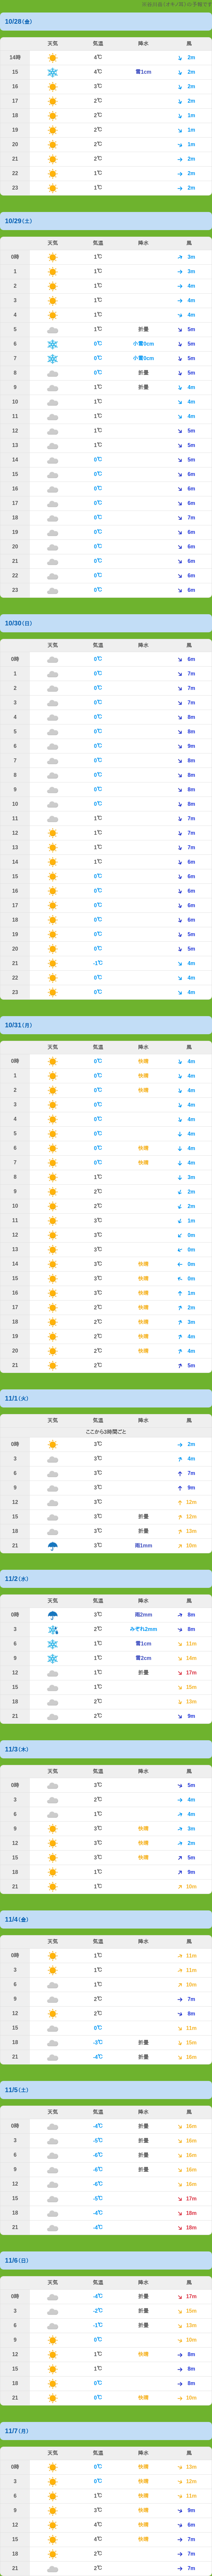 10/28(金)
天気 気温 降水 風
14時 4℃ 2m
15 4℃ 雪1cm 2m
16 3℃ 2m
17 2℃ 2m
18 2℃ 1m
19 2℃ 1m
20 2℃ 1m
21 2℃ 2m
22 1℃ 2m
23 1℃ 2m
10/29(土)
天気 気温 降水 風
0時 1℃ 3m
1 1℃ 3m
2 1℃ 4m
3 1℃ 4m
4 1℃ 4m
5 1℃ 折畳 5m
6 0℃ 小雪0cm 5m
7 0℃ 小雪0cm 5m
8 0℃ 折畳 5m
9 1℃ 折畳 4m
10 1℃ 4m
11 1℃ 4m
12 1℃ 5m
13 1℃ 5m
14 0℃ 5m
15 0℃ 6m
16 0℃ 6m
17 0℃ 6m
18 0℃ 7m
19 0℃ 6m
20 0℃ 6m
21 0℃ 6m
22 0℃ 6m
23 0℃ 6m
10/30(日)
天気 気温 降水 風
0時 0℃ 6m
1 0℃ 7m
2 0℃ 7m
3 0℃ 7m
4 0℃ 8m
5 0℃ 8m
6 0℃ 9m
7 0℃ 8m
8 0℃ 8m
9 0℃ 8m
10 0℃ 8m
11 1℃ 7m
12 1℃ 7m
13 1℃ 7m
14 1℃ 6m
15 0℃ 6m
16 0℃ 6m
17 0℃ 6m
18 0℃ 6m
19 0℃ 5m
20 0℃ 5m
21 -1℃ 4m
22 0℃ 4m
23 0℃ 4m
10/31(月)
天気 気温 降水 風
0時 0℃ 快晴 4m
1 0℃ 快晴 4m
2 0℃ 快晴 4m
3 0℃ 4m
4 0℃ 4m
5 0℃ 4m
6 0℃ 快晴 4m
7 0℃ 快晴 4m
8 1℃ 3m
9 2℃ 2m
10 2℃ 2m
11 3℃ 1m
12 3℃ 0m
13 3℃ 0m
14 3℃ 快晴 0m
15 3℃ 快晴 0m
16 3℃ 快晴 1m
17 2℃ 快晴 2m
18 2℃ 快晴 3m
19 2℃ 快晴 4m
20 2℃ 快晴 4m
21 2℃ 5m
11/1(火)
天気 気温 降水 風
ここから3時間ごと
0時 3℃ 2m
3 3℃ 4m
6 3℃ 7m
9 3℃ 9m
12 3℃ 12m
15 3℃ 折畳 12m
18 3℃ 折畳 13m
21 3℃ 雨1mm 10m
11/2(水)
天気 気温 降水 風
0時 3℃ 雨2mm 8m
3 2℃ みぞれ2mm 8m
6 1℃ 雪1cm 11m
9 1℃ 雪2cm 14m
12 1℃ 折畳 17m
15 1℃ 15m
18 2℃ 13m
21 2℃ 9m
11/3(木)
天気 気温 降水 風
0時 3℃ 5m
3 2℃ 4m
6 1℃ 4m
9 3℃ 快晴 3m
12 3℃ 快晴 2m
15 3℃ 快晴 5m
18 1℃ 9m
21 1℃ 10m
11/4(金)
天気 気温 降水 風
0時 1℃ 11m
3 1℃ 11m
6 1℃ 10m
9 2℃ 7m
12 2℃ 8m
15 0℃ 11m
18 -3℃ 折畳 15m
21 -4℃ 折畳 16m
11/5(土)
天気 気温 降水 風
0時 -4℃ 折畳 16m
3 -5℃ 折畳 16m
6 -6℃ 折畳 16m
9 -6℃ 折畳 16m
12 -6℃ 16m
15 -5℃ 17m
18 -4℃ 18m
21 -4℃ 18m
11/6(日)
天気 気温 降水 風
0時 -4℃ 折畳 17m
3 -2℃ 折畳 15m
6 -1℃ 折畳 13m
9 0℃ 10m
12 1℃ 快晴 8m
15 1℃ 8m
18 0℃ 8m
21 0℃ 快晴 10m
11/7(月)
天気 気温 降水 風
0時 0℃ 快晴 13m
3 0℃ 快晴 12m
6 1℃ 快晴 11m
9 3℃ 快晴 9m
12 4℃ 快晴 6m
15 4℃ 快晴 7m
18 2℃ 7m
21 2℃ 7m